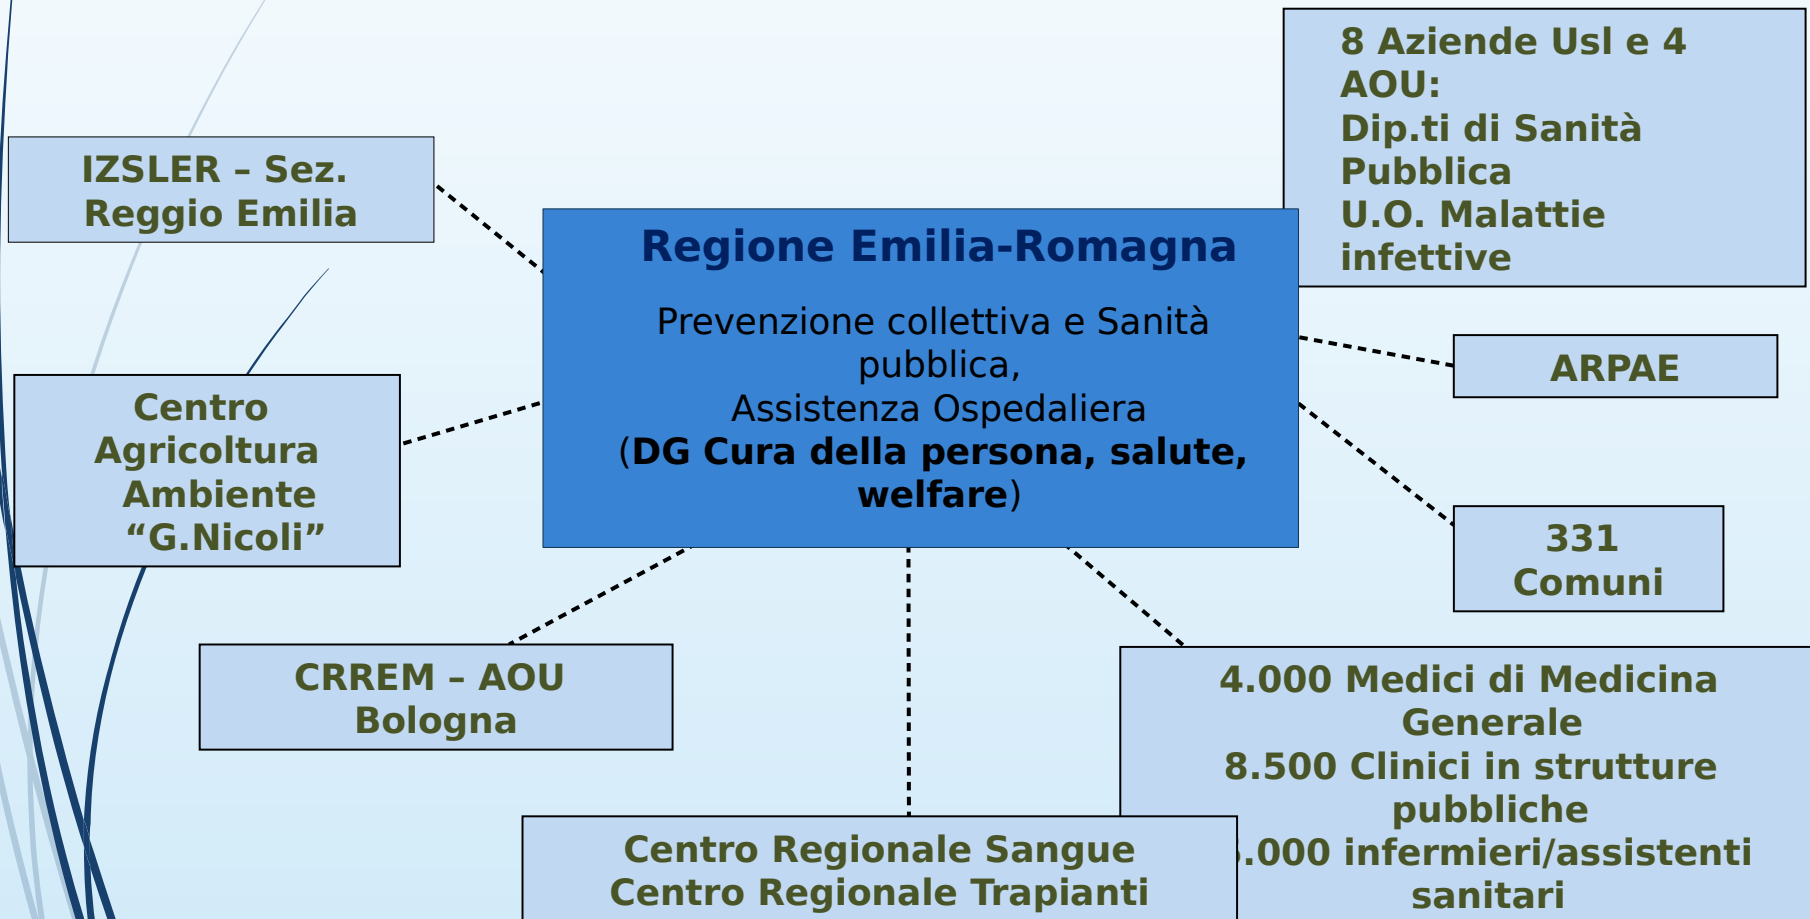 8 Aziende Usl e 4
AOU:
Dip.ti di Sanità
Pubblica
U.O. Malattie
infettive
IZSLER – Sez.
Reggio Emilia
Regione Emilia-Romagna
Prevenzione collettiva e Sanità
pubblica,
Assistenza Ospedaliera
(DG Cura della persona, salute,
welfare)
ARPAE
Centro
Agricoltura
Ambiente
“G.Nicoli”
331
Comuni
CRREM – AOU
Bologna
4.000 Medici di Medicina
Generale
8.500 Clinici in strutture
pubbliche
infermieri/assistenti
sanitari
Centro Regionale Sangue
Centro Regionale Trapianti